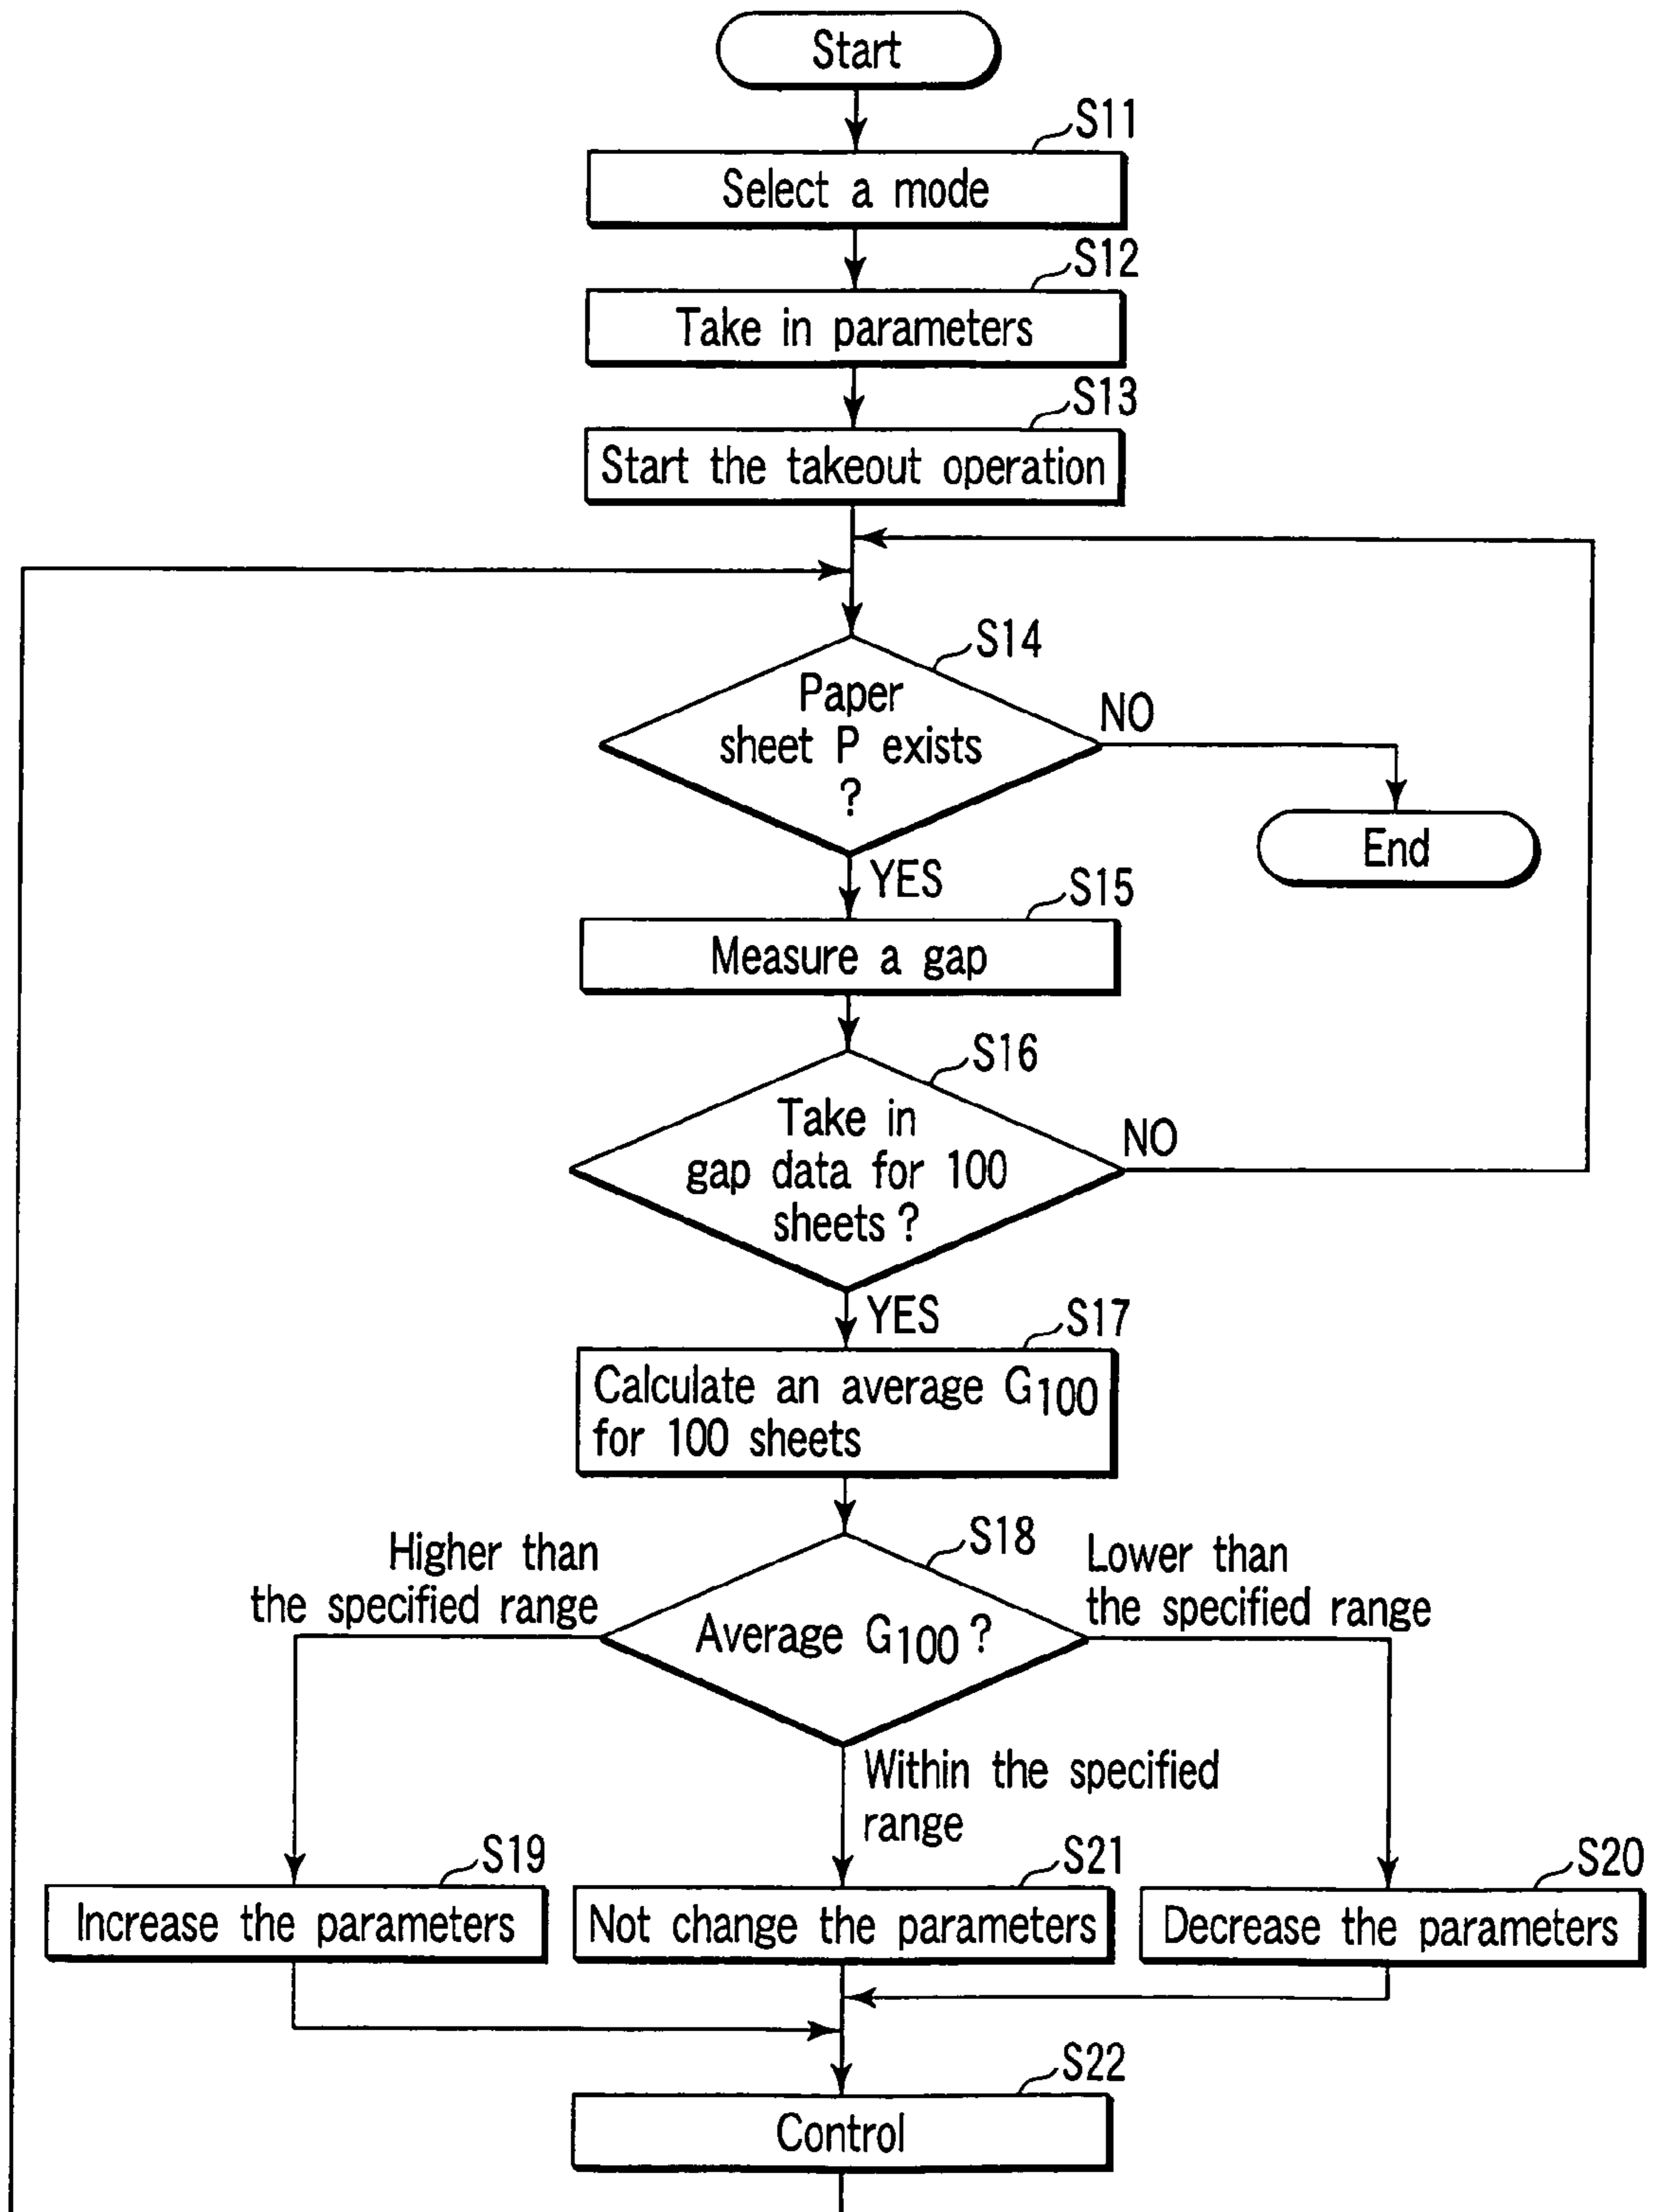 Start
S11
Select a mode
S12
Take in parameters
S13
Start the takeout operation
S14
Paper
sheet P exists
?
NO
End
YES
S15
Measure a gap
S16
Take in
gap data for 100
sheets ?
NO
YES
S17
Calculate an average G100
for 100 sheets
S18
Higher than
the specified range
Average G100 ?
Lower than
the specified range
Within the specified
range
S19
Increase the parameters
S21
Not change the parameters
S20
Decrease the parameters
S22
Control